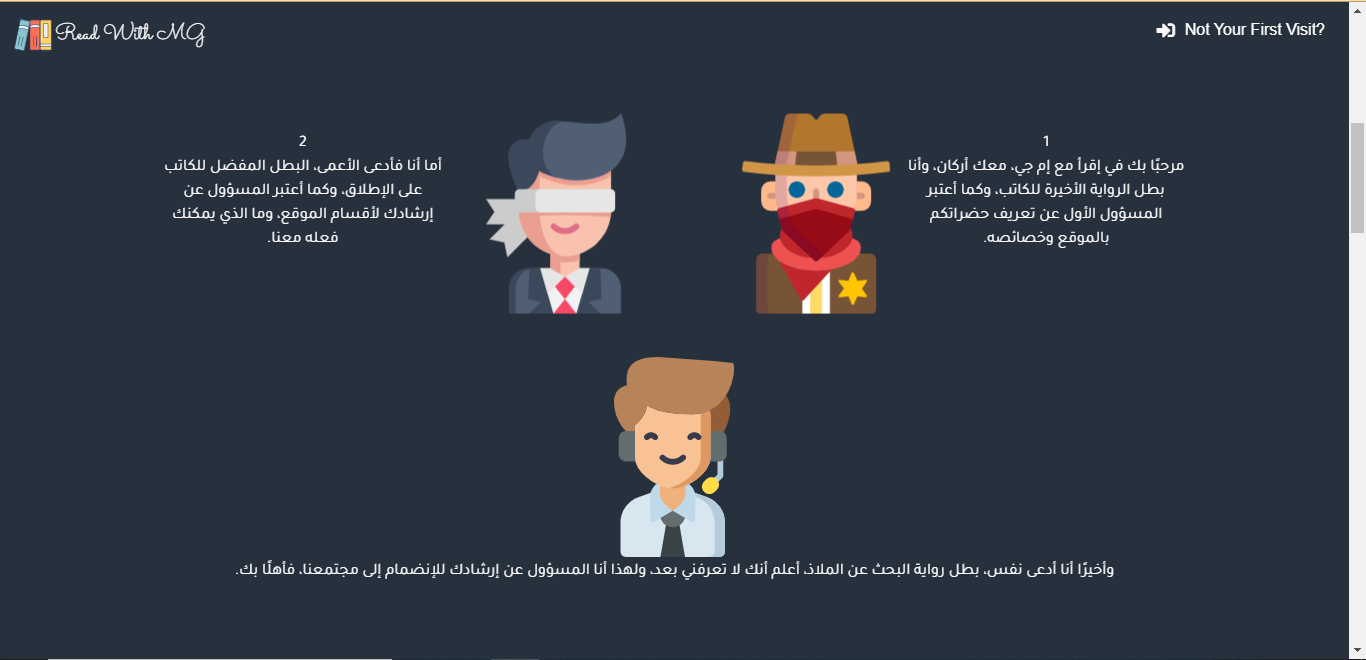 Read With MG
Not Your First Visit?
1
مرحبًا بك في إقرأ مع إم جي، معك أركان، وأنا
بطل الرواية الأخيرة للكاتب، وكما أعتبر
المسؤول الأول عن تعريف حضراتكم
بالموقع وخصائصه.
2
أما أنا فأدعى الأعمى، البطل المفضل للكاتب
على الإطلاق، وكما أعتبر المسؤول عن
إرشادك لأقسام الموقع، وما الذي يمكنك
فعله معنا.
وأخيرًا أنا أدعى نفس، بطل رواية البحث عن الملاذ، أعلم أنك لا تعرفني بعد، ولهذا أنا المسؤول عن إرشادك للإنضمام إلى مجتمعنا، فأهلًا بك.